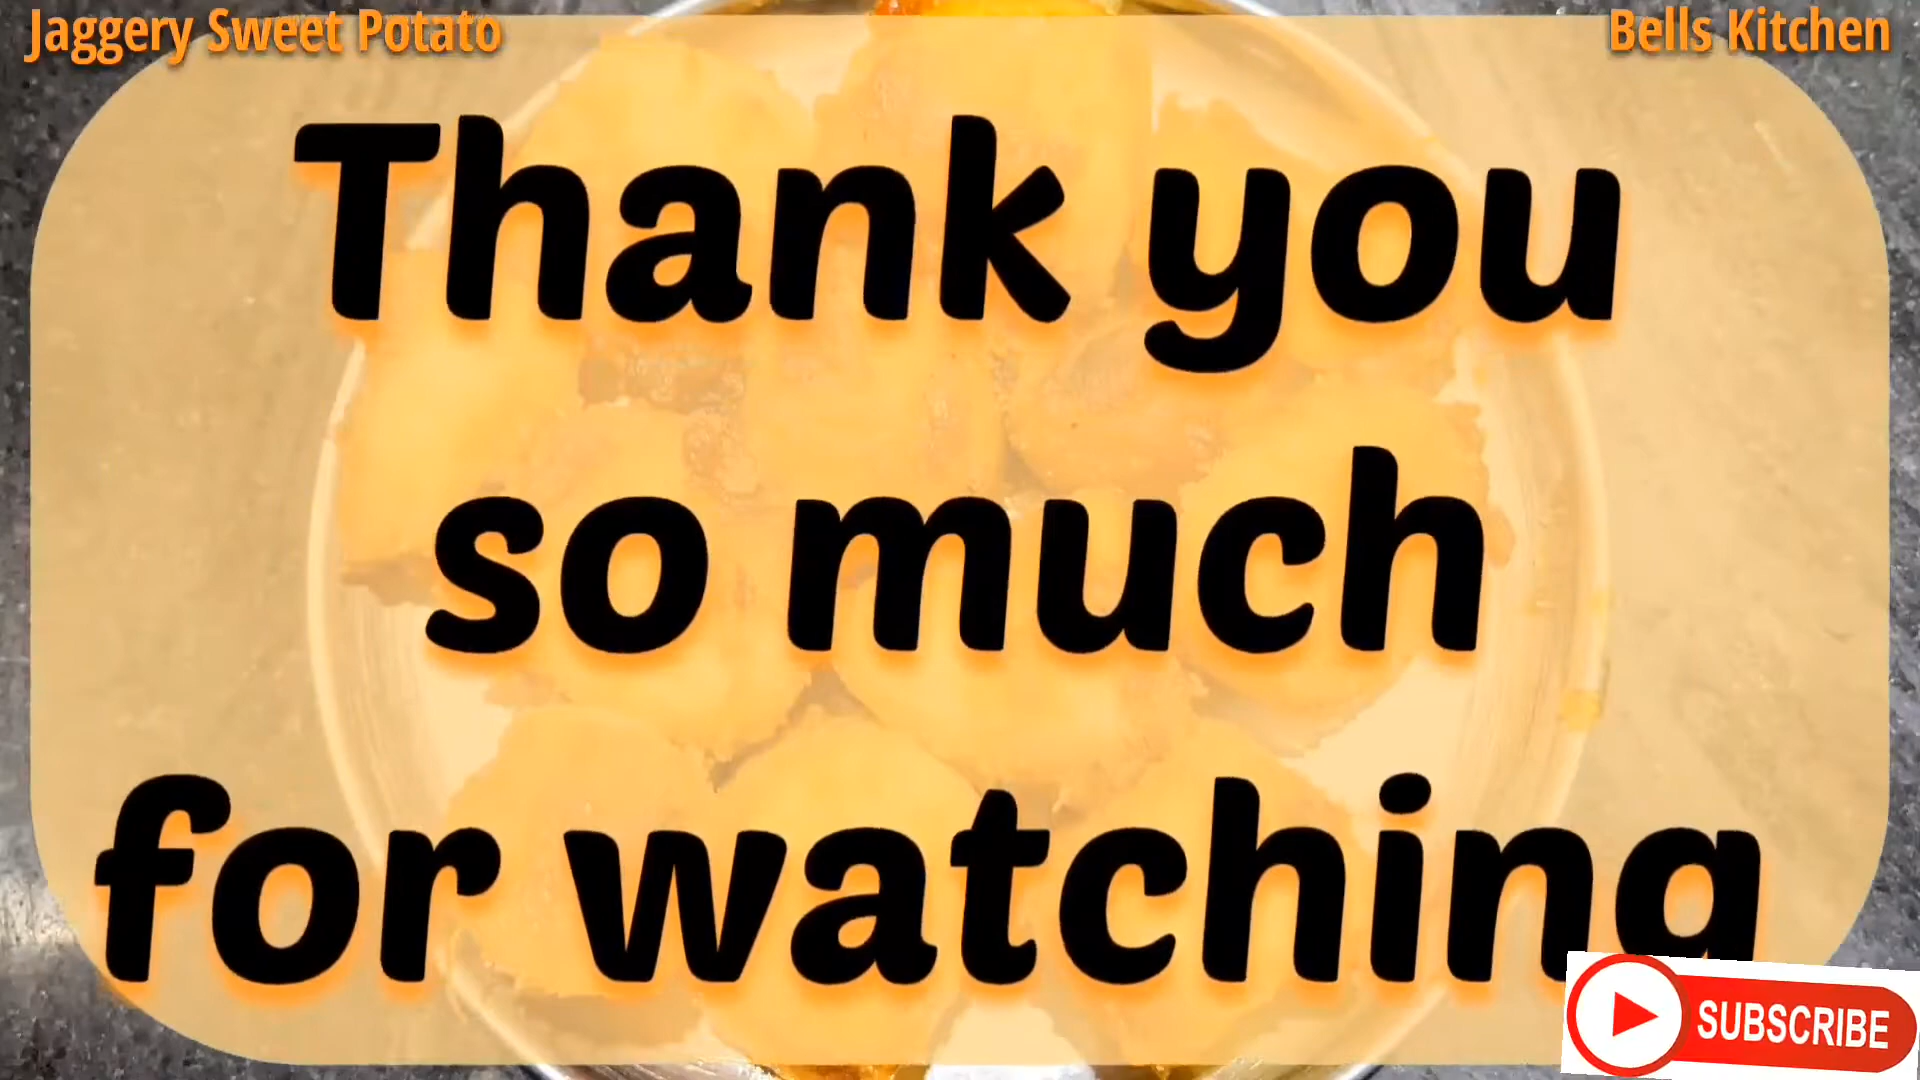 Jaggery Sweet Potato
Bells Kitchen
Thank you
so much
for watching
SUBSCRIBE